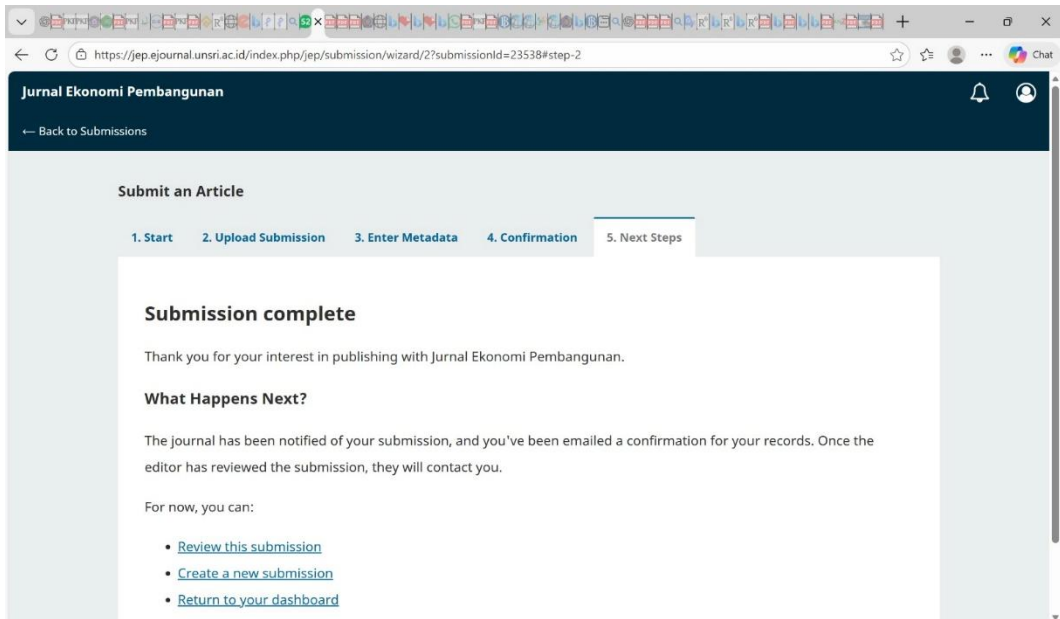 https://jep.ejournal.unsri.ac.id/index.php/jep/submission/wizard/2?submissionId=23538#step-2
Chat
Jurnal Ekonomi Pembangunan
← Back to Submissions
Submit an Article
1. Start 2. Upload Submission 3. Enter Metadata 4. Confirmation 5. Next Steps
Submission complete
Thank you for your interest in publishing with Jurnal Ekonomi Pembangunan.
What Happens Next?
The journal has been notified of your submission, and you've been emailed a confirmation for your records. Once the
editor has reviewed the submission, they will contact you.
For now, you can:
• Review this submission
• Create a new submission
• Return to your dashboard